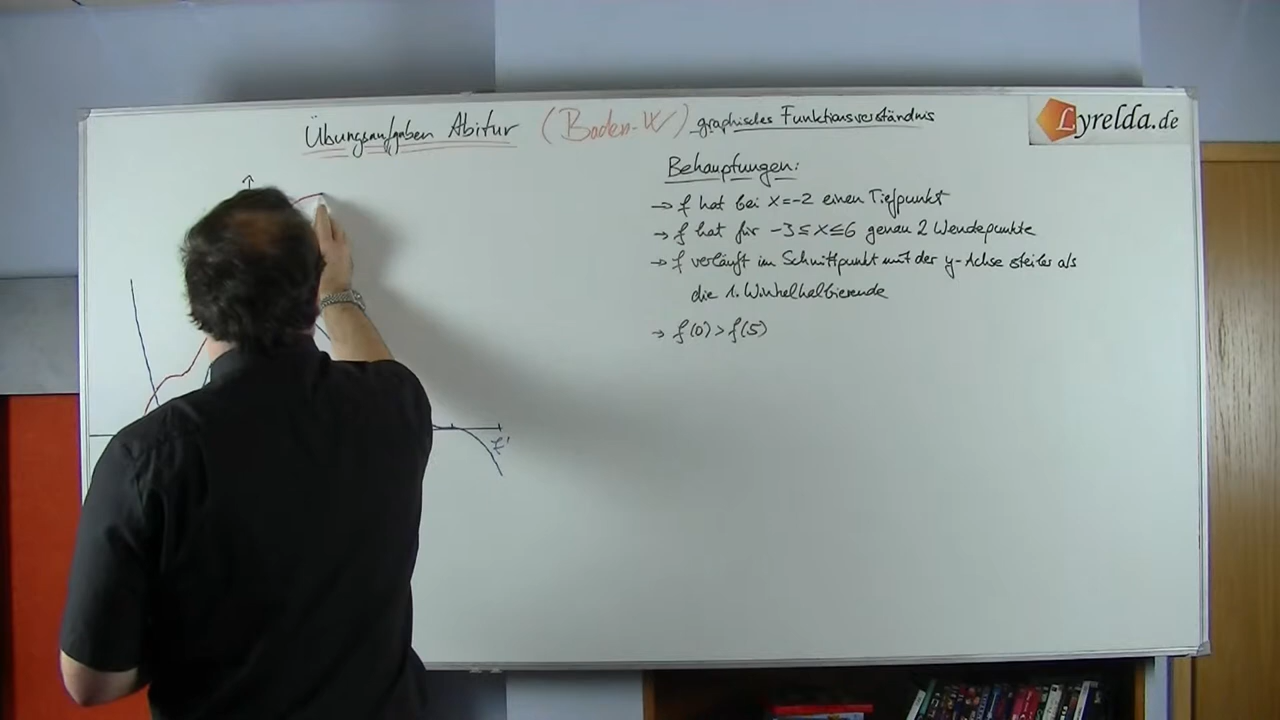 Übungsaufgaben Abitur (Baden-W) graphisches Funktionsverständnis
Lyrelda.de
Behauptungen:
→ f hat bei x=-2 einen Tiefpunkt
→ f hat für -3≤x≤6 genau 2 Wendepunkte
→ f verläuft im Schnittpunkt mit der y-Achse steiler als
die 1. Winkelhalbierende
→ f(0)>f(5)
f'